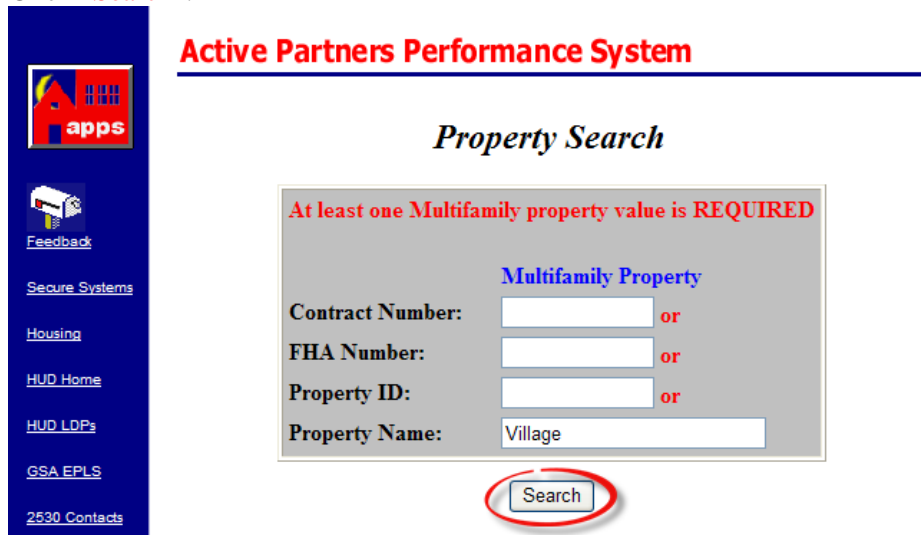 Active Partners Performance System
apps
Property Search
At least one Multifamily property value is REQUIRED
Multifamily Property
Contract Number: or
FHA Number: or
Property ID: or
Property Name: Village
Search
Feedback
Secure Systems
Housing
HUD Home
HUD LDPs
GSA EPLS
2530 Contacts